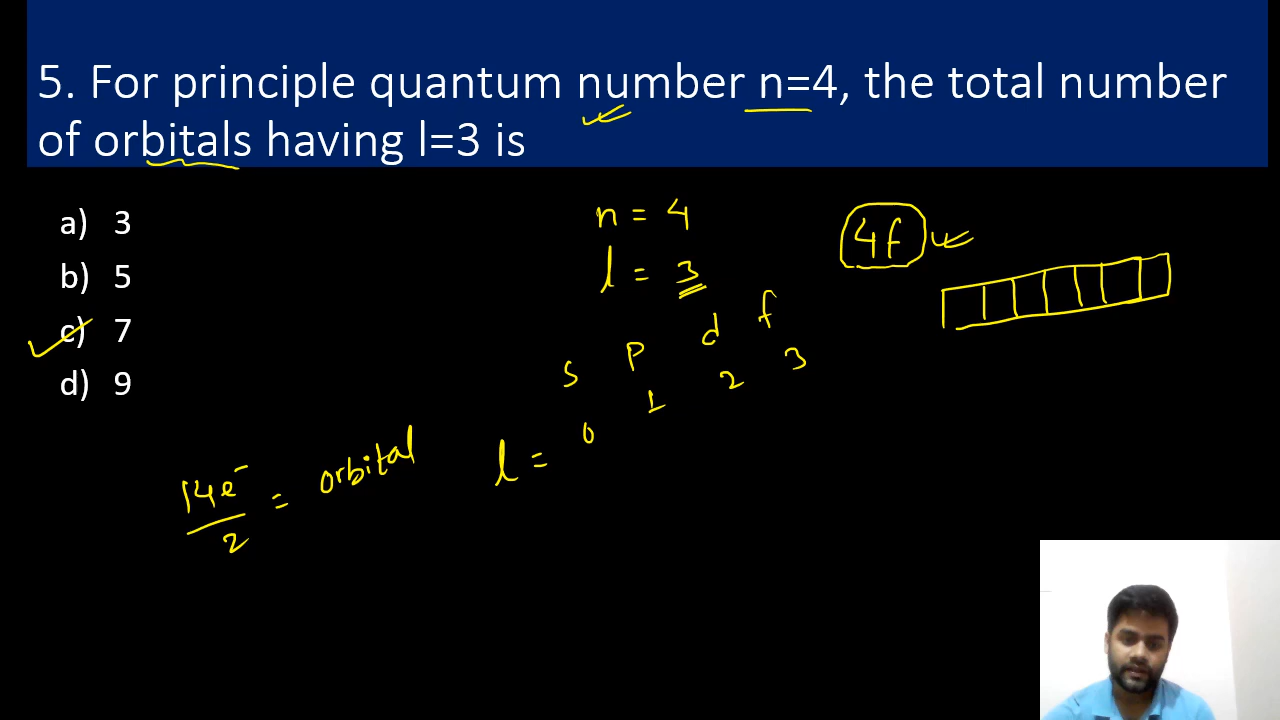 5. For principle quantum number n=4, the total number
of orbitals having l=3 is
a) 3
b) 5
c) 7
d) 9
n = 4
l = 3
4f
s p d f
l = 0 1 2 3
14e⁻/2 = orbital